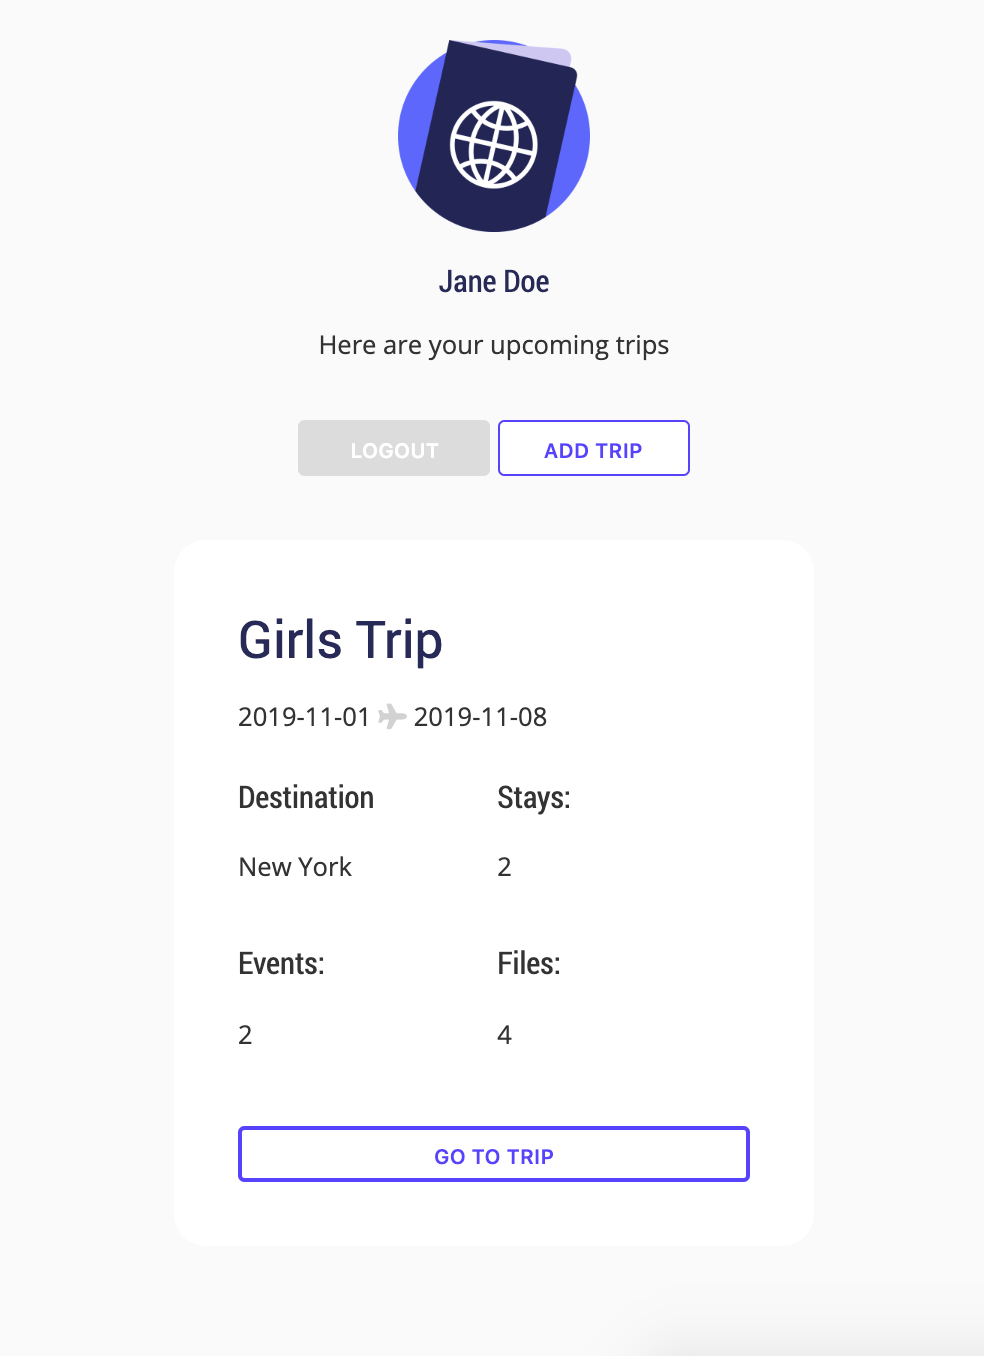 Jane Doe
Here are your upcoming trips
LOGOUT ADD TRIP
Girls Trip
2019-11-01 2019-11-08
Destination Stays:
New York 2
Events: Files:
2 4
GO TO TRIP